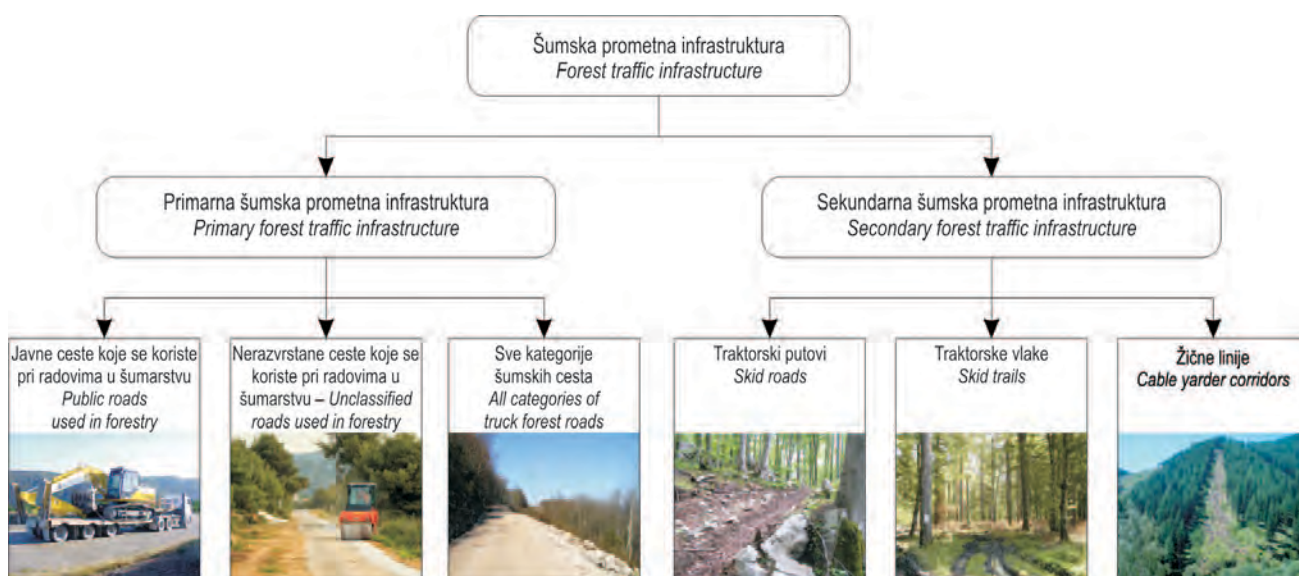 Šumska prometna infrastruktura
Forest traffic infrastructure
Primarna šumska prometna infrastruktura
Primary forest traffic infrastructure
Sekundarna šumska prometna infrastruktura
Secondary forest traffic infrastructure
Javne ceste koje se koriste
pri radovima u šumarstvu
Public roads
used in forestry
Nerazvrstane ceste koje se
koriste pri radovima u
šumarstvu – Unclassified
roads used in forestry
Sve kategorije
šumskih cesta
All categories of
truck forest roads
Traktorski putovi
Skid roads
Traktorske vlake
Skid trails
Žične linije
Cable yarder corridors